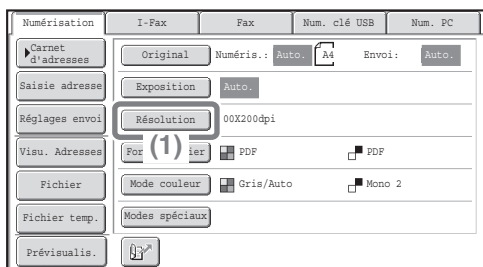 Numérisation I-Fax Fax Num. clé USB Num. PC
Carnet d'adresses
Original Numéris.: Auto. A4 Envoi: Auto.
Saisie adresse
Exposition Auto.
Réglages envoi
Résolution 00X200dpi
(1)
Visu. Adresses
PDF PDF
Fichier
Mode couleur Gris/Auto Mono 2
Fichier temp.
Modes spéciaux
Prévisualis.